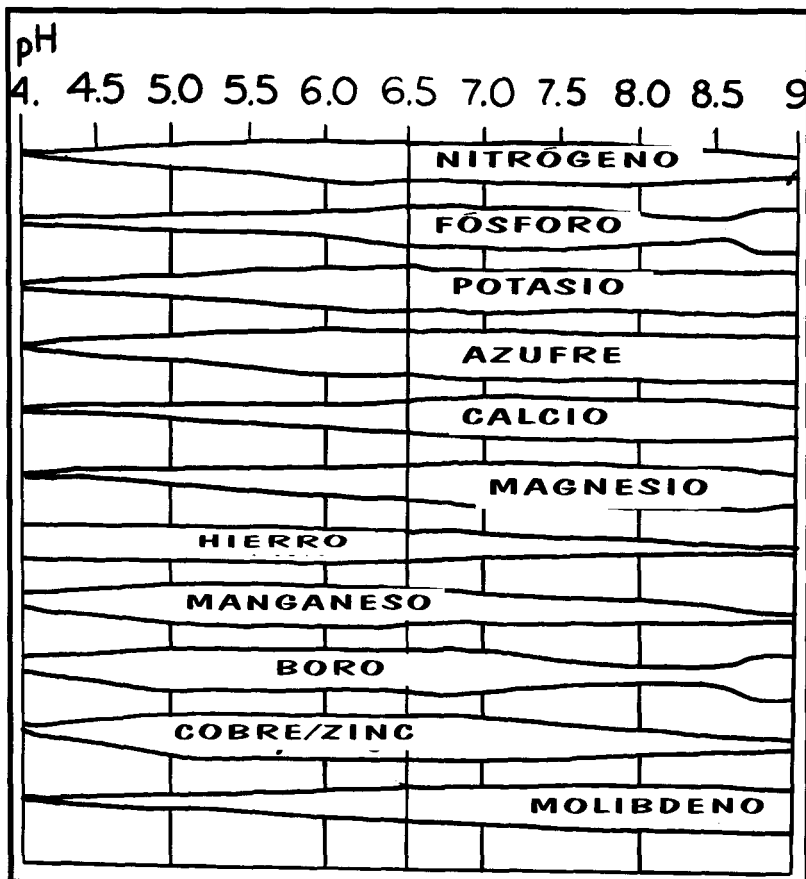 pH
4. 4.5 5.0 5.5 6.0 6.5 7.0 7.5 8.0 8.5 9
NITRÓGENO
FÓSFORO
POTASIO
AZUFRE
CALCIO
MAGNESIO
HIERRO
MANGANESO
BORO
COBRE/ZINC
MOLIBDENO